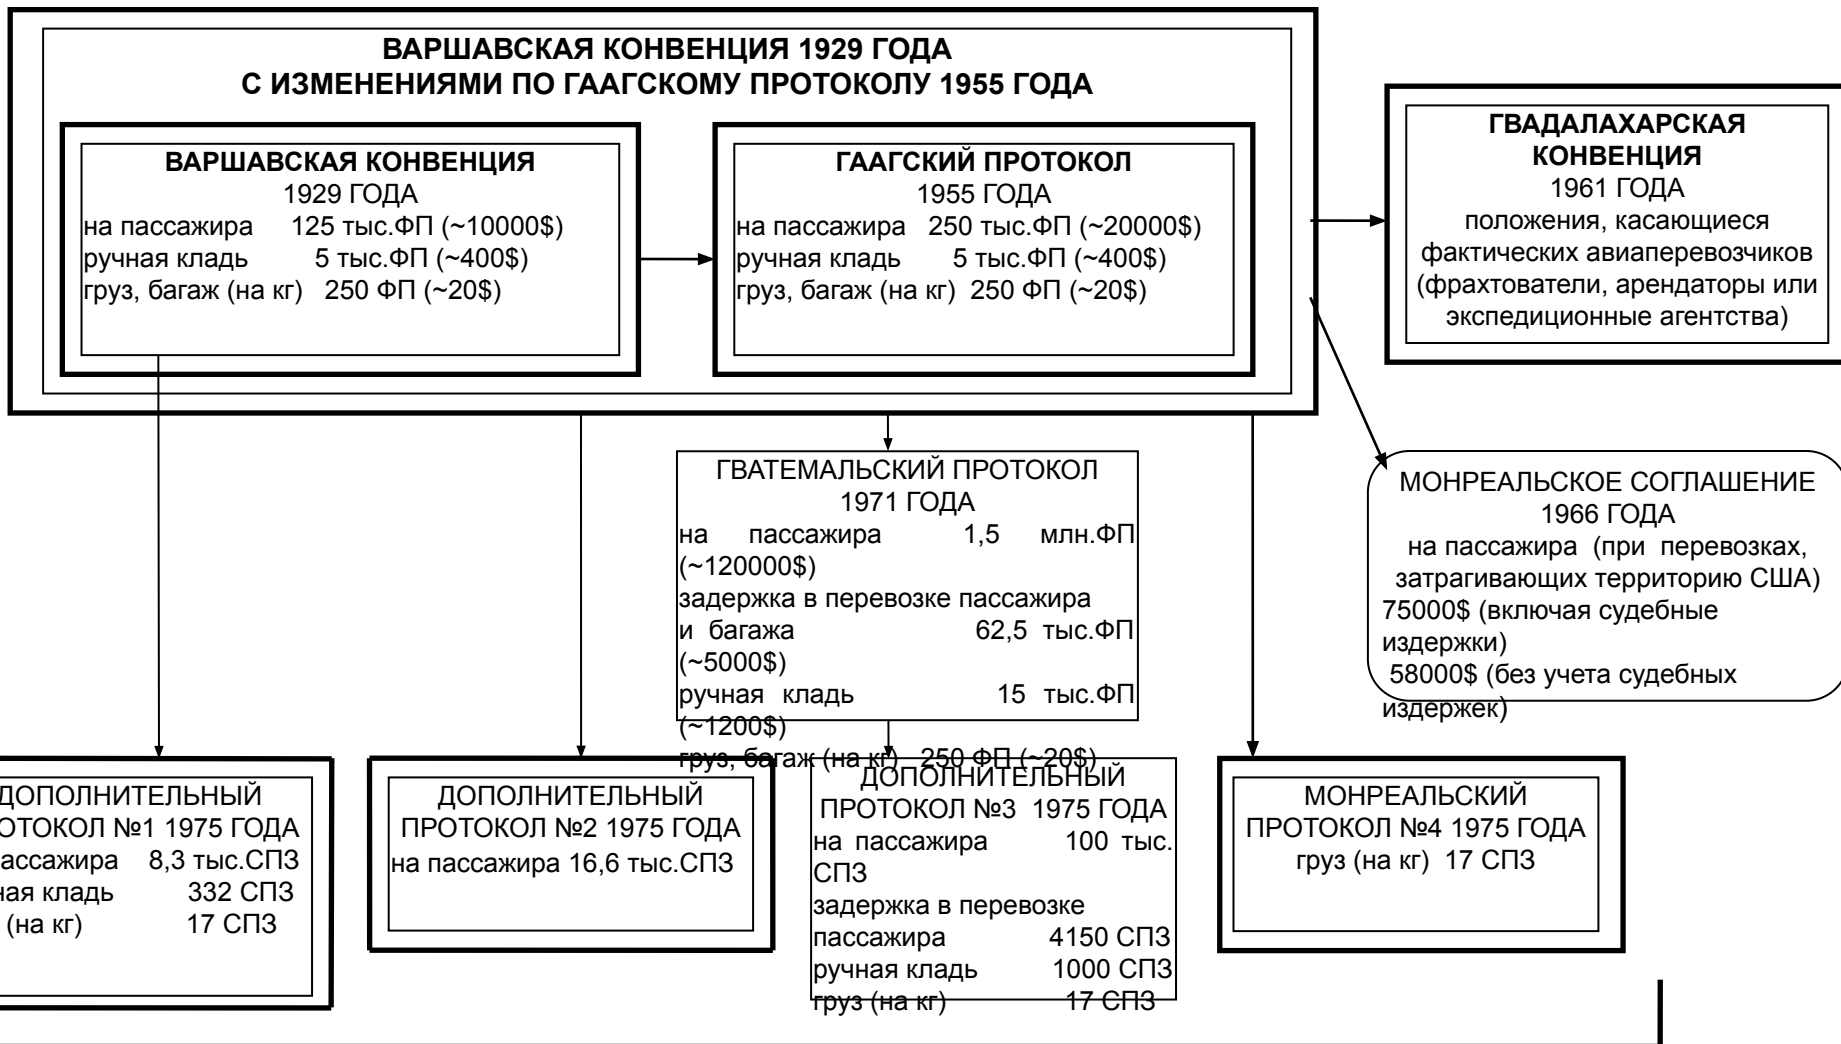 ВАРШАВСКАЯ КОНВЕНЦИЯ 1929 ГОДА
С ИЗМЕНЕНИЯМИ ПО ГААГСКОМУ ПРОТОКОЛУ 1955 ГОДА
ВАРШАВСКАЯ КОНВЕНЦИЯ
1929 ГОДА
на пассажира 125 тыс.ФП (~10000$)
ручная кладь 5 тыс.ФП (~400$)
груз, багаж (на кг) 250 ФП (~20$)
ГААГСКИЙ ПРОТОКОЛ
1955 ГОДА
на пассажира 250 тыс.ФП (~20000$)
ручная кладь 5 тыс.ФП (~400$)
груз, багаж (на кг) 250 ФП (~20$)
ГВАДАЛАХАРСКАЯ
КОНВЕНЦИЯ
1961 ГОДА
положения, касающиеся
фактических авиаперевозчиков
(фрахтователи, арендаторы или
экспедиционные агентства)
ГВАТЕМАЛЬСКИЙ ПРОТОКОЛ
1971 ГОДА
на пассажира 1,5 млн.ФП
(~120000$)
задержка в перевозке пассажира
и багажа 62,5 тыс.ФП
(~5000$)
ручная кладь 15 тыс.ФП
(~1200$)
груз, багаж (на кг) 250 ФП (~20$)
МОНРЕАЛЬСКОЕ СОГЛАШЕНИЕ
1966 ГОДА
на пассажира (при перевозках,
затрагивающих территорию США)
75000$ (включая судебные
издержки)
58000$ (без учета судебных
издержек)
ДОПОЛНИТЕЛЬНЫЙ
ОТОКОЛ №1 1975 ГОДА
ассажира 8,3 тыс.СПЗ
ная кладь 332 СПЗ
(на кг) 17 СПЗ
ДОПОЛНИТЕЛЬНЫЙ
ПРОТОКОЛ №2 1975 ГОДА
на пассажира 16,6 тыс.СПЗ
ДОПОЛНИТЕЛЬНЫЙ
ПРОТОКОЛ №3 1975 ГОДА
на пассажира 100 тыс.
СПЗ
задержка в перевозке
пассажира 4150 СПЗ
ручная кладь 1000 СПЗ
груз (на кг) 17 СПЗ
МОНРЕАЛЬСКИЙ
ПРОТОКОЛ №4 1975 ГОДА
груз (на кг) 17 СПЗ